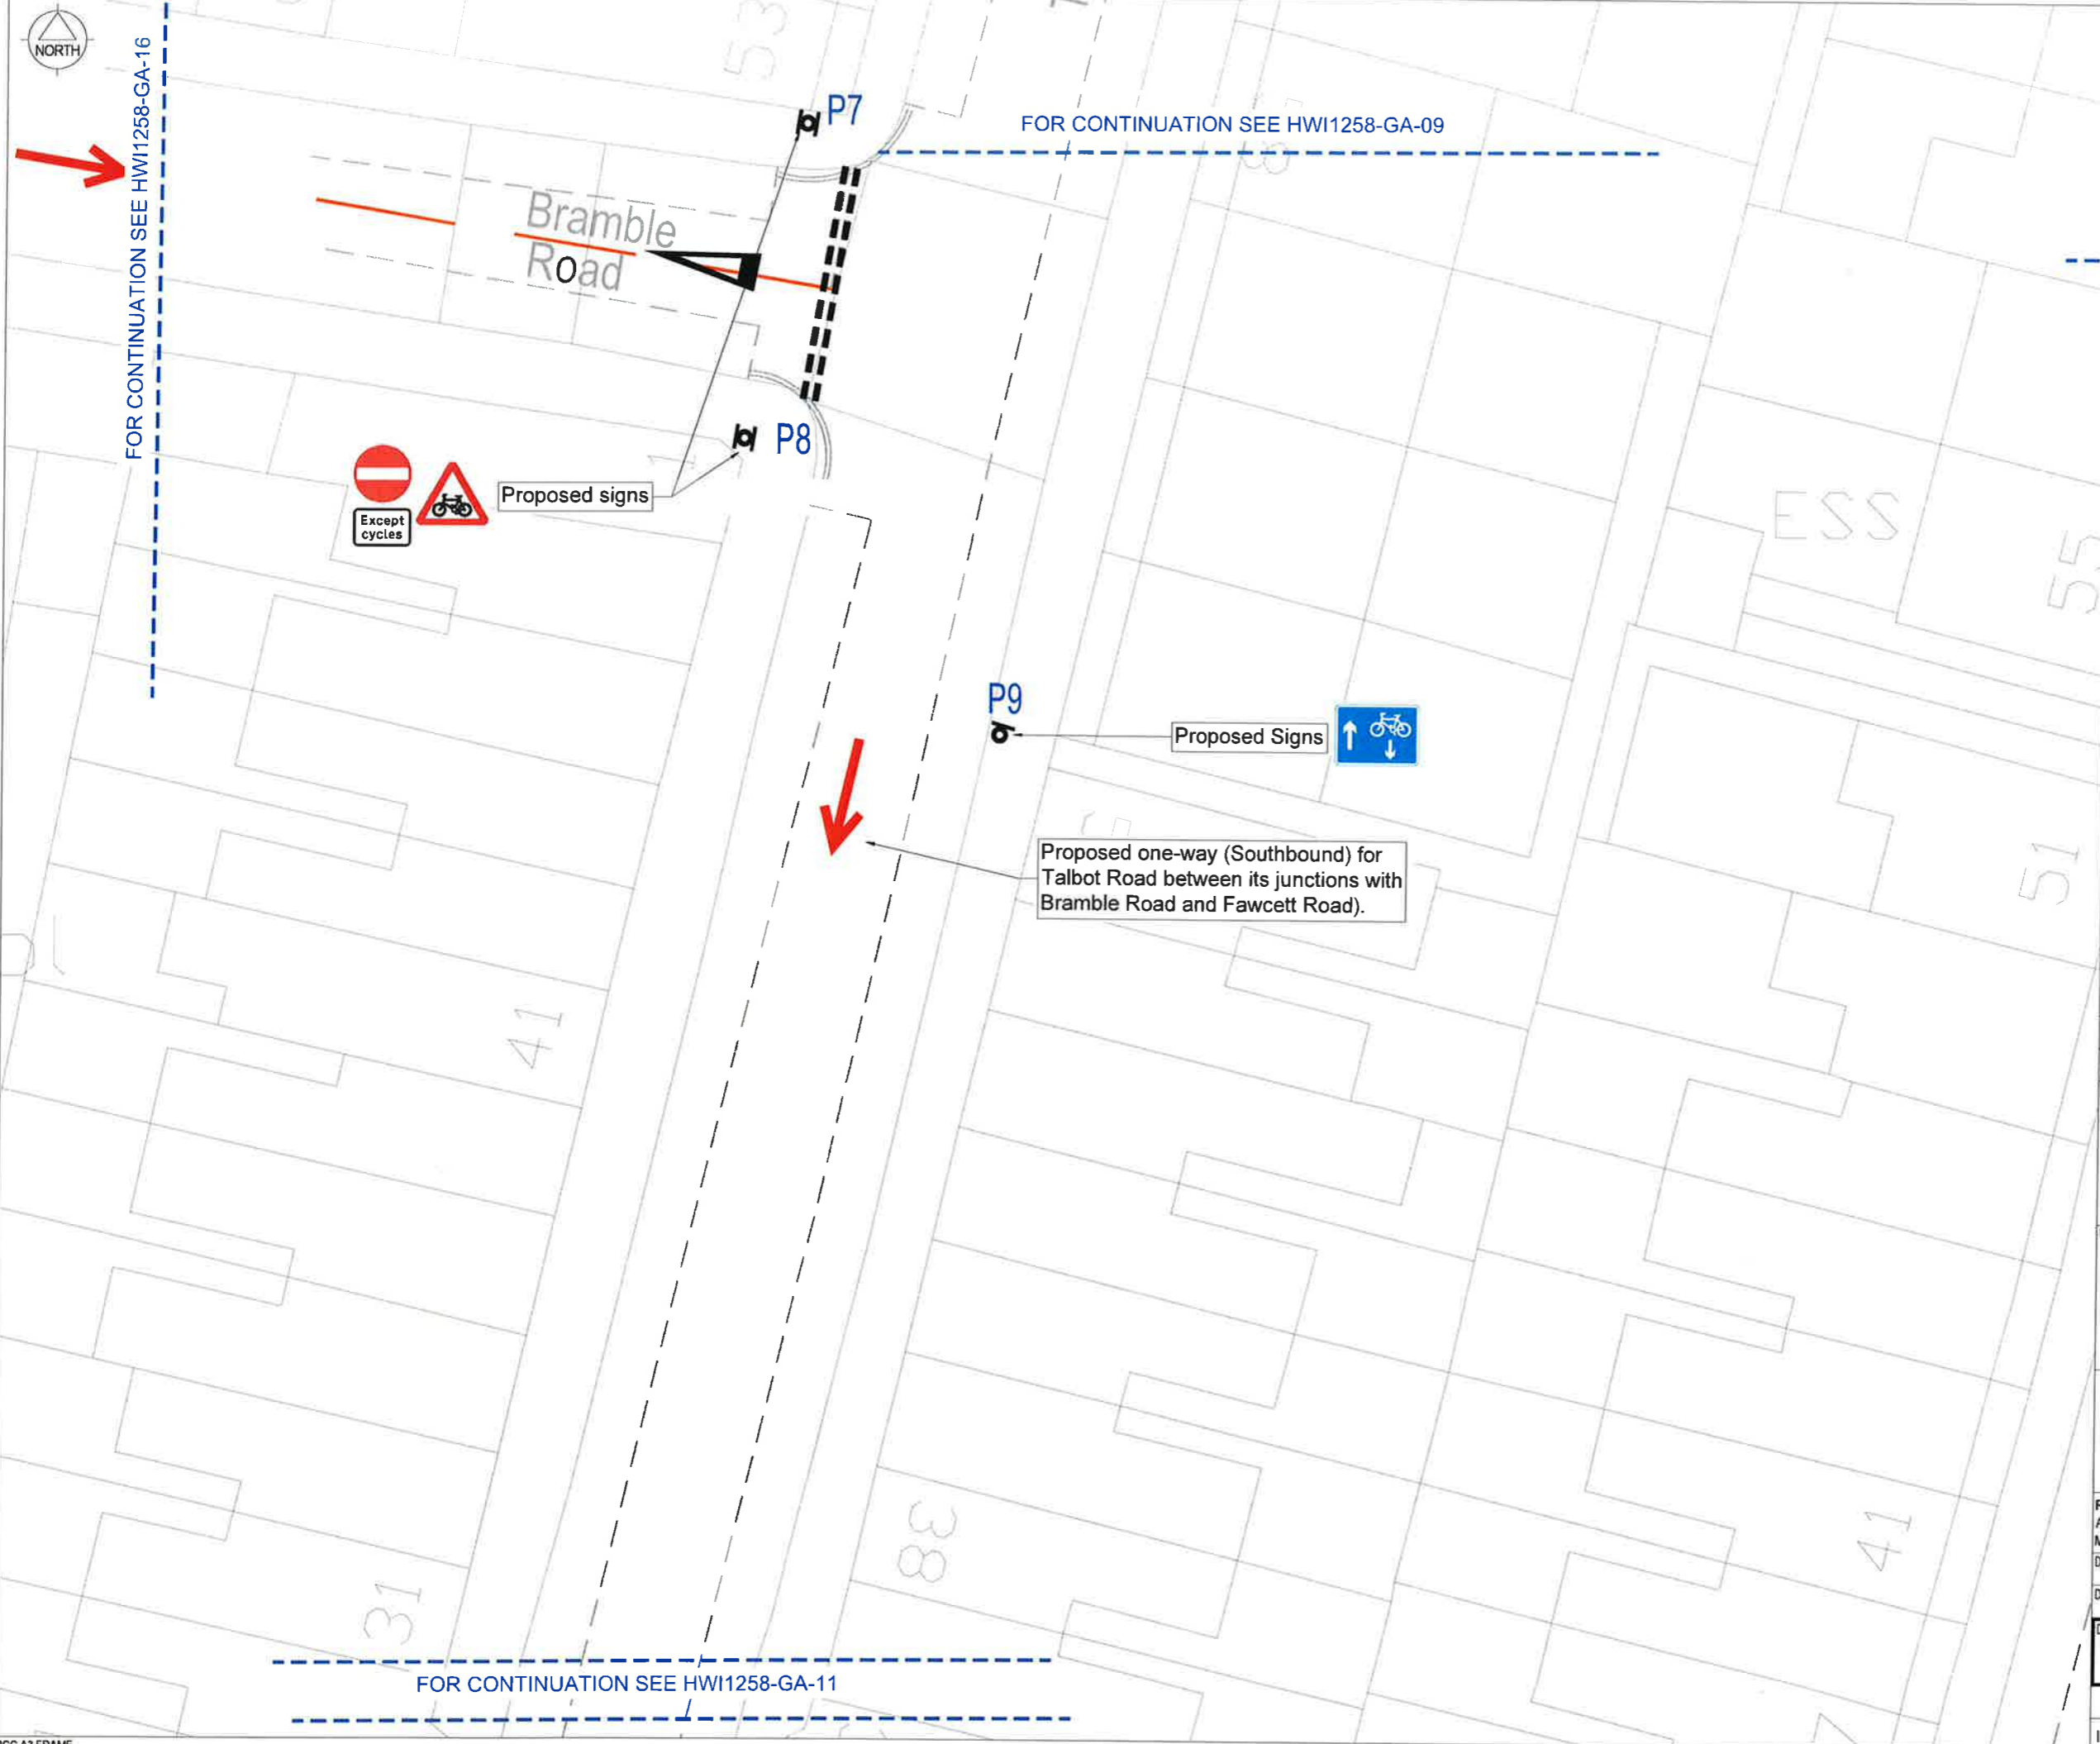 NORTH
FOR CONTINUATION SEE HWI1258-GA-16
53
P7
FOR CONTINUATION SEE HWI1258-GA-09
Bramble
Road
P8
Proposed signs
Except
cycles
ESS
55
P9
Proposed Signs
Proposed one-way (Southbound) for
Talbot Road between its junctions with
Bramble Road and Fawcett Road).
51
41
38
41
31
FOR CONTINUATION SEE HWI1258-GA-11